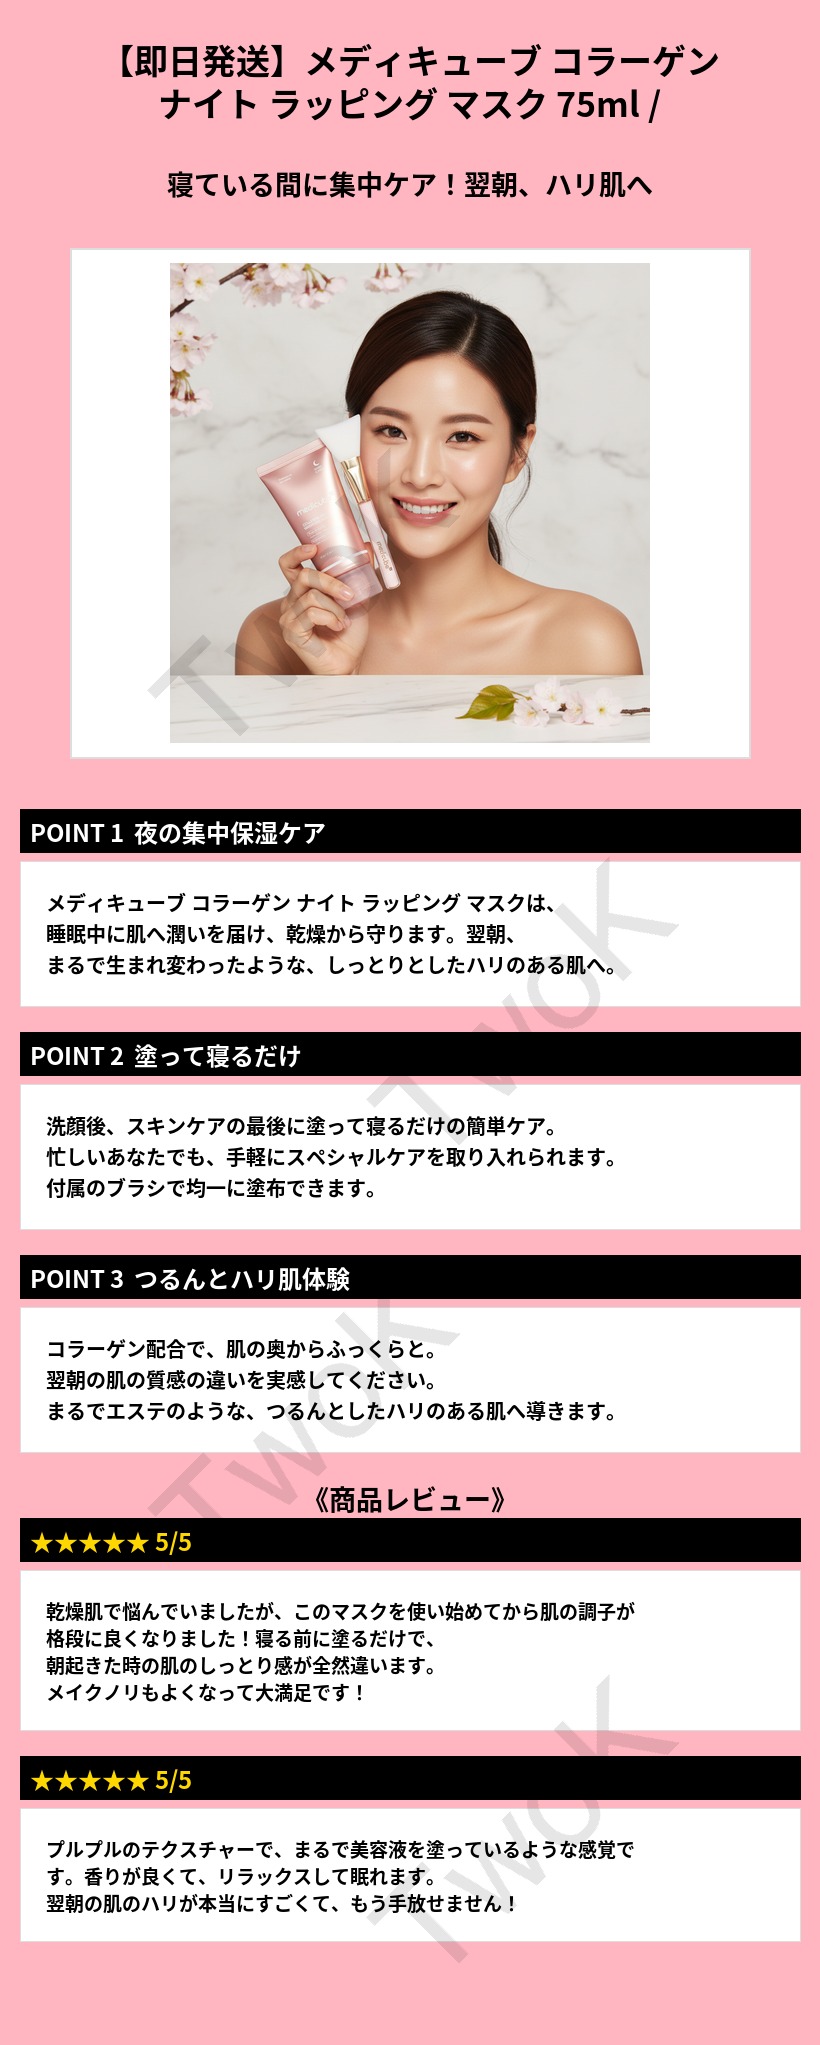 【即日発送】メディキューブ コラーゲン
ナイト ラッピング マスク 75ml /
寝ている間に集中ケア！翌朝、ハリ肌へ
medicube
TwoK
POINT 1 夜の集中保湿ケア
メディキューブ コラーゲン ナイト ラッピング マスクは、
睡眠中に肌へ潤いを届け、乾燥から守ります。翌朝、
まるで生まれ変わったような、しっとりとしたハリのある肌へ。
TwoK
POINT 2 塗って寝るだけ
洗顔後、スキンケアの最後に塗って寝るだけの簡単ケア。
忙しいあなたでも、手軽にスペシャルケアを取り入れられます。
付属のブラシで均一に塗布できます。
POINT 3 つるんとハリ肌体験
コラーゲン配合で、肌の奥からふっくらと。
翌朝の肌の質感の違いを実感してください。
まるでエステのような、つるんとしたハリのある肌へ導きます。
TwoK
《商品レビュー》
★★★★★ 5/5
乾燥肌で悩んでいましたが、このマスクを使い始めてから肌の調子が
格段に良くなりました！寝る前に塗るだけで、
朝起きた時の肌のしっとり感が全然違います。
メイクノリもよくなって大満足です！
★★★★★ 5/5
プルプルのテクスチャーで、まるで美容液を塗っているような感覚で
す。香りが良くて、リラックスして眠れます。
翌朝の肌のハリが本当にすごくて、もう手放せません！
TwoK